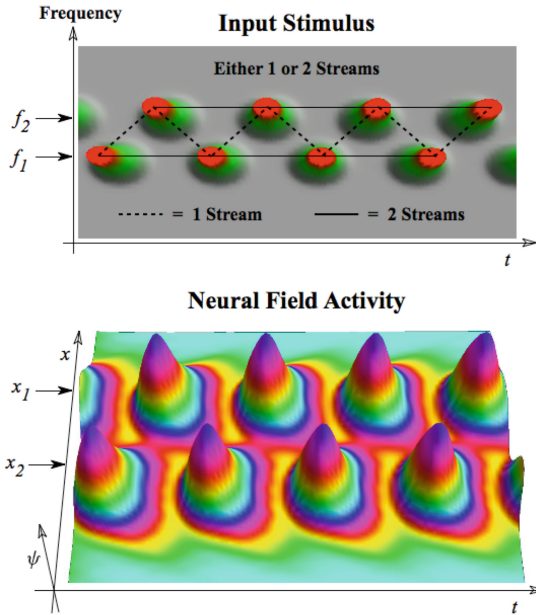 Frequency
Input Stimulus
Either 1 or 2 Streams
f2
f1
= 1 Stream
= 2 Streams
t
Neural Field Activity
x
x1
x2
ψ
t